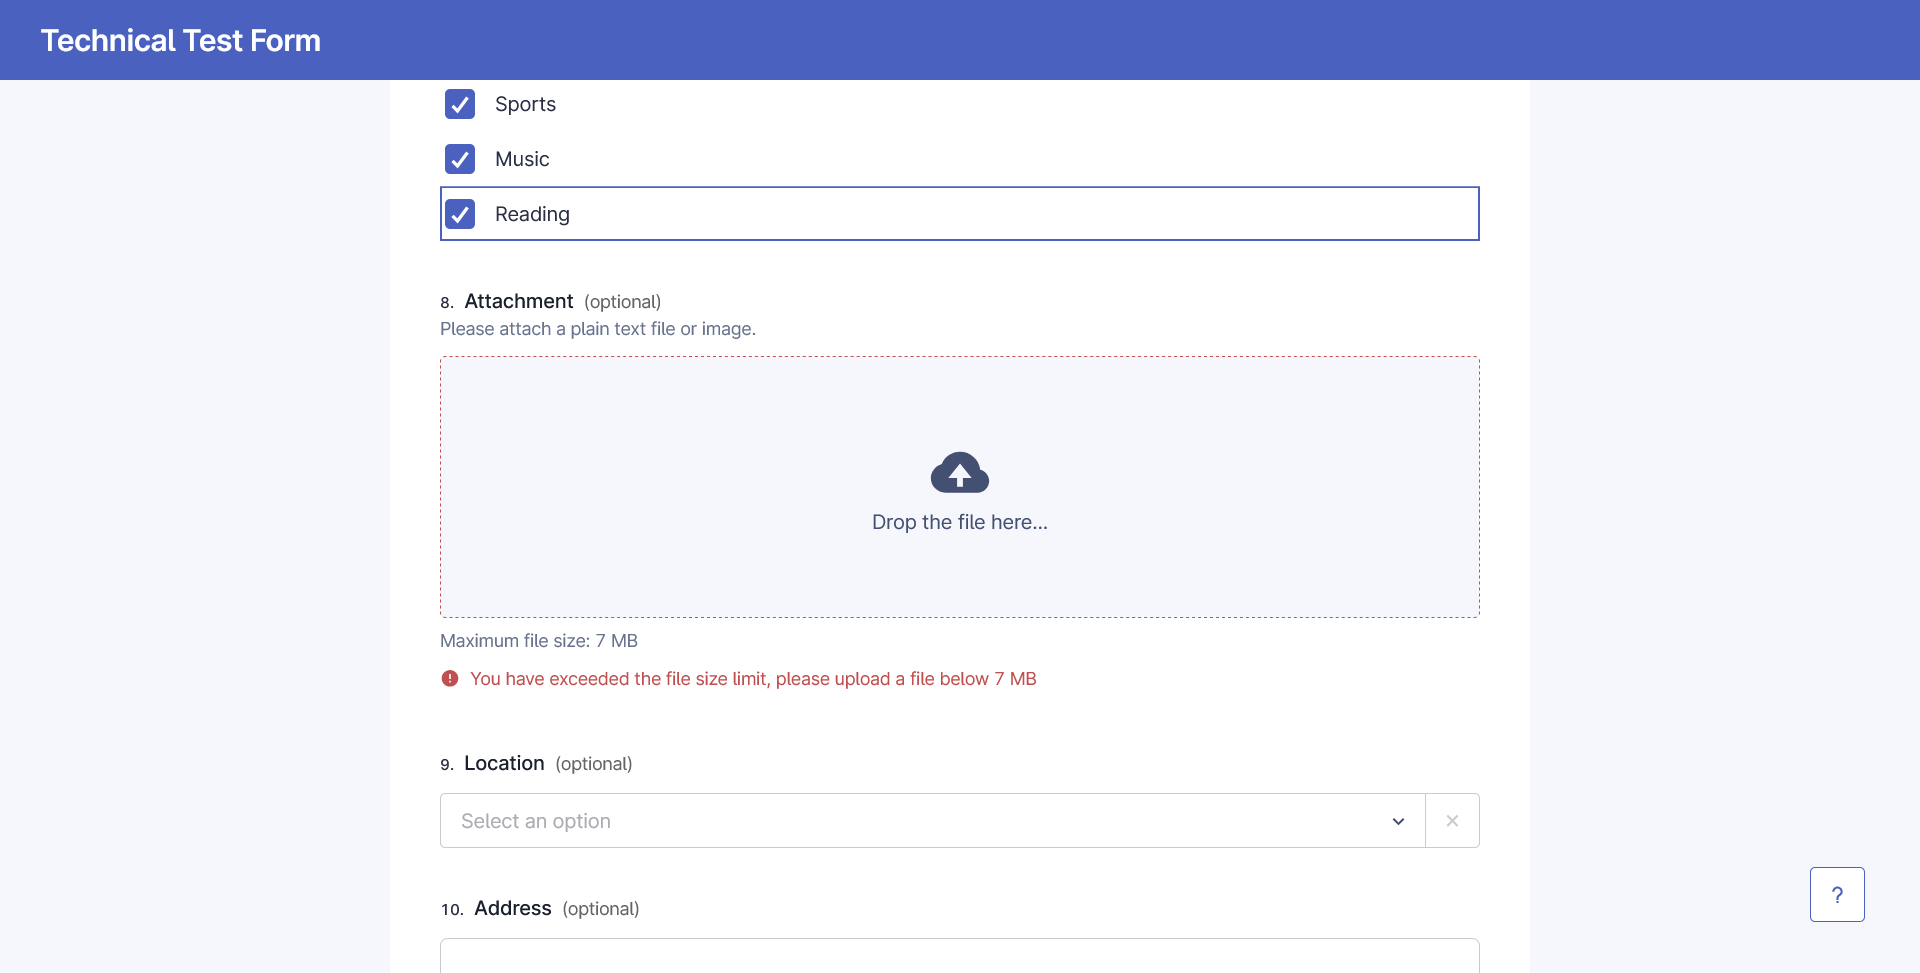 Technical Test Form
Sports
Music
Reading
8. Attachment (optional)
Please attach a plain text file or image.
Drop the file here...
Maximum file size: 7 MB
You have exceeded the file size limit, please upload a file below 7 MB
9. Location (optional)
Select an option
?
10. Address (optional)